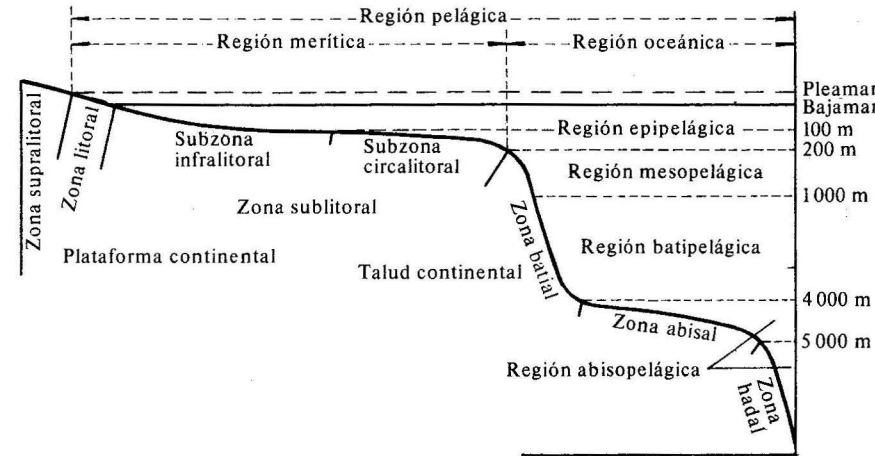 Región pelágica
Región merítica
Región oceánica
Pleamar
Bajamar
Región epipelágica
100 m
200 m
Zona supralitoral
Zona litoral
Subzona
infralitoral
Subzona
circalitoral
Región mesopelágica
1 000 m
Zona sublitoral
Zona batial
Región batipelágica
Plataforma continental
Talud continental
4 000 m
Zona abisal
5 000 m
Región abisopelágica
Zona
hadal